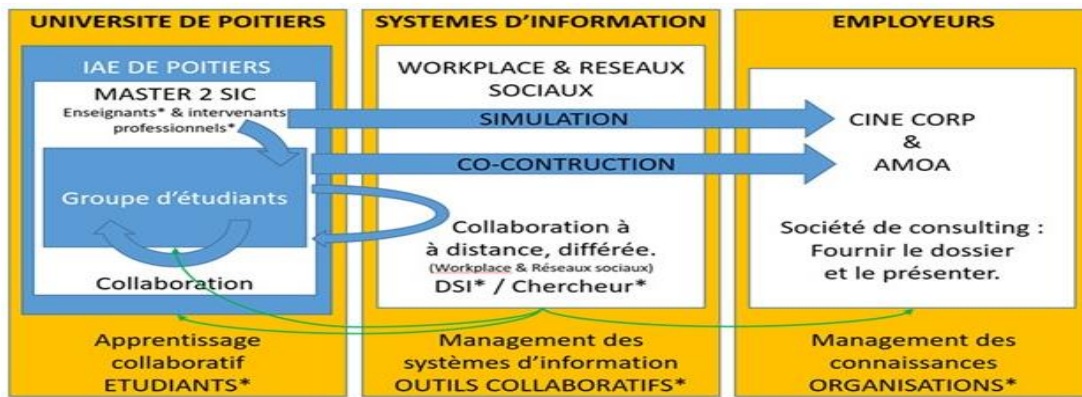 UNIVERSITE DE POITIERS
IAE DE POITIERS
MASTER 2 SIC
Enseignants* & intervenants
professionnels*
Groupe d'étudiants
Collaboration
Apprentissage
collaboratif
ETUDIANTS*
SYSTEMES D'INFORMATION
WORKPLACE & RESEAUX
SOCIAUX
SIMULATION
CO-CONTRUCTION
Collaboration à
à distance, différée.
(Workplace & Réseaux sociaux)
DSI* / Chercheur*
Management des
systèmes d'information
OUTILS COLLABORATIFS*
EMPLOYEURS
CINE CORP
&
AMOA
Société de consulting :
Fournir le dossier
et le présenter.
Management des
connaissances
ORGANISATIONS*